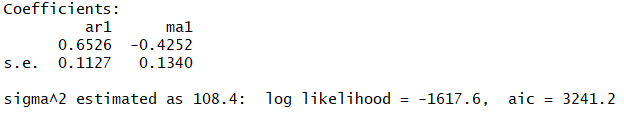 Coefficients:
ar1 ma1
0.6526 -0.4252
s.e. 0.1127 0.1340
sigma^2 estimated as 108.4: log likelihood = -1617.6, aic = 3241.2